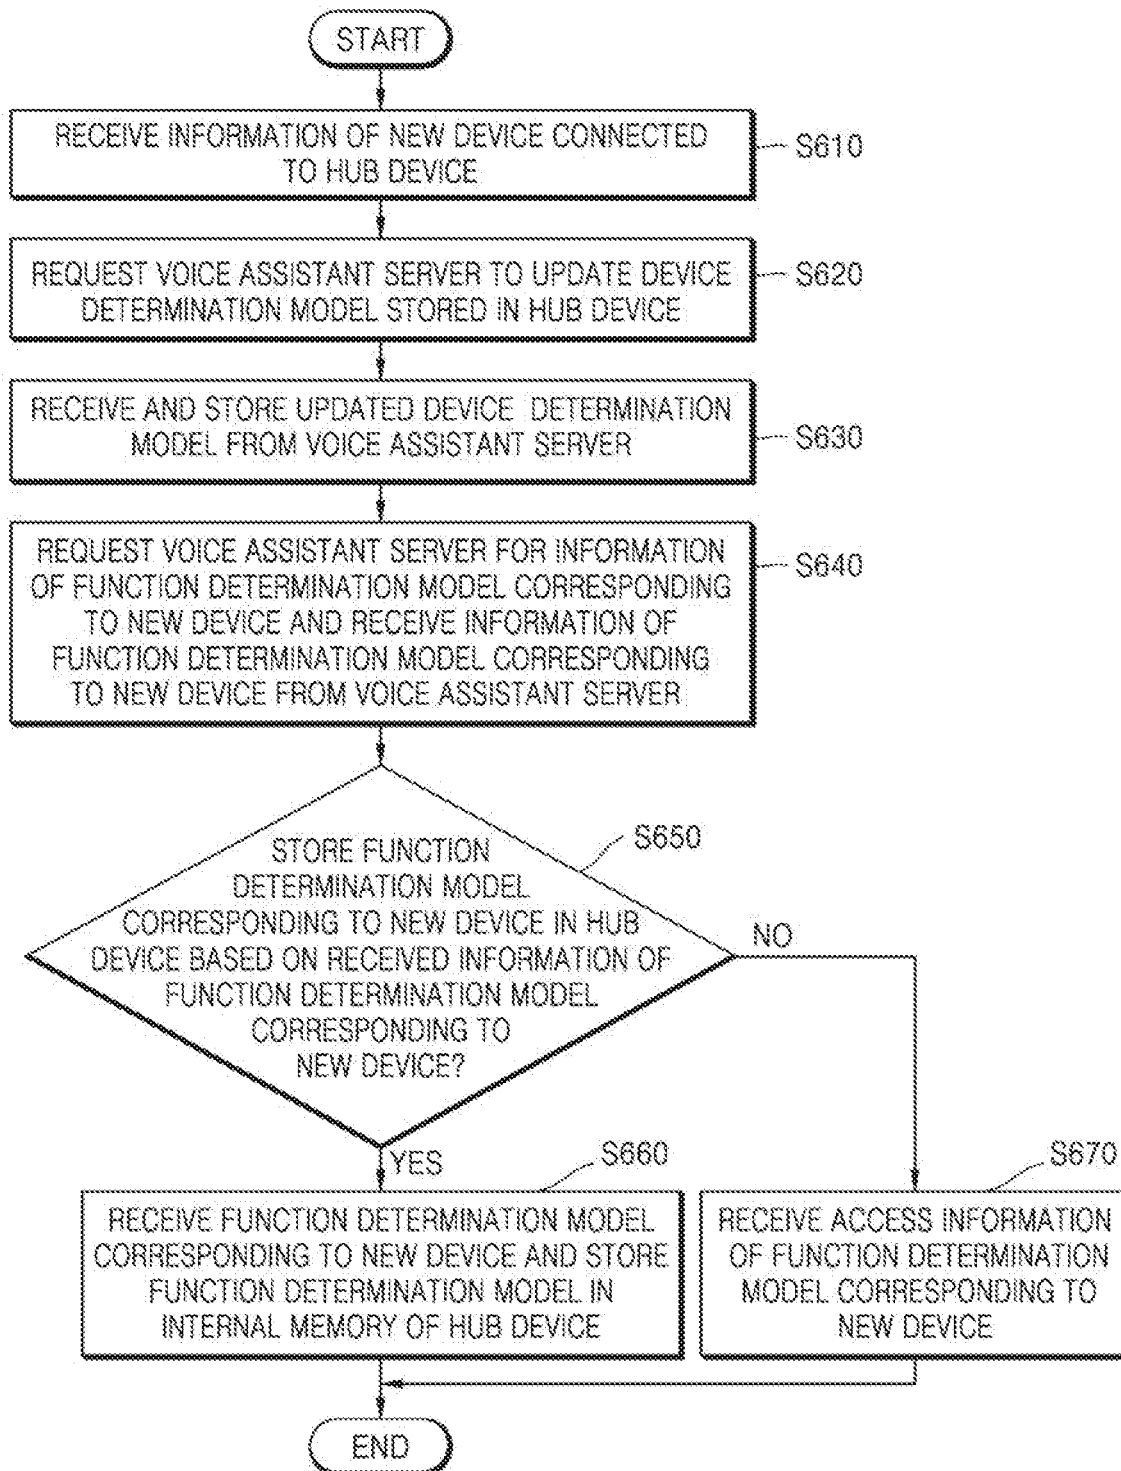 START
RECEIVE INFORMATION OF NEW DEVICE CONNECTED
TO HUB DEVICE
S610
REQUEST VOICE ASSISTANT SERVER TO UPDATE DEVICE
DETERMINATION MODEL STORED IN HUB DEVICE
S620
RECEIVE AND STORE UPDATED DEVICE DETERMINATION
MODEL FROM VOICE ASSISTANT SERVER
S630
REQUEST VOICE ASSISTANT SERVER FOR INFORMATION
OF FUNCTION DETERMINATION MODEL CORRESPONDING
TO NEW DEVICE AND RECEIVE INFORMATION OF
FUNCTION DETERMINATION MODEL CORRESPONDING
TO NEW DEVICE FROM VOICE ASSISTANT SERVER
S640
STORE FUNCTION
DETERMINATION MODEL
CORRESPONDING TO NEW DEVICE IN HUB
DEVICE BASED ON RECEIVED INFORMATION OF
FUNCTION DETERMINATION MODEL
CORRESPONDING TO
NEW DEVICE?
S650
NO
YES
S660
RECEIVE FUNCTION DETERMINATION MODEL
CORRESPONDING TO NEW DEVICE AND STORE
FUNCTION DETERMINATION MODEL IN
INTERNAL MEMORY OF HUB DEVICE
S670
RECEIVE ACCESS INFORMATION
OF FUNCTION DETERMINATION
MODEL CORRESPONDING TO
NEW DEVICE
END